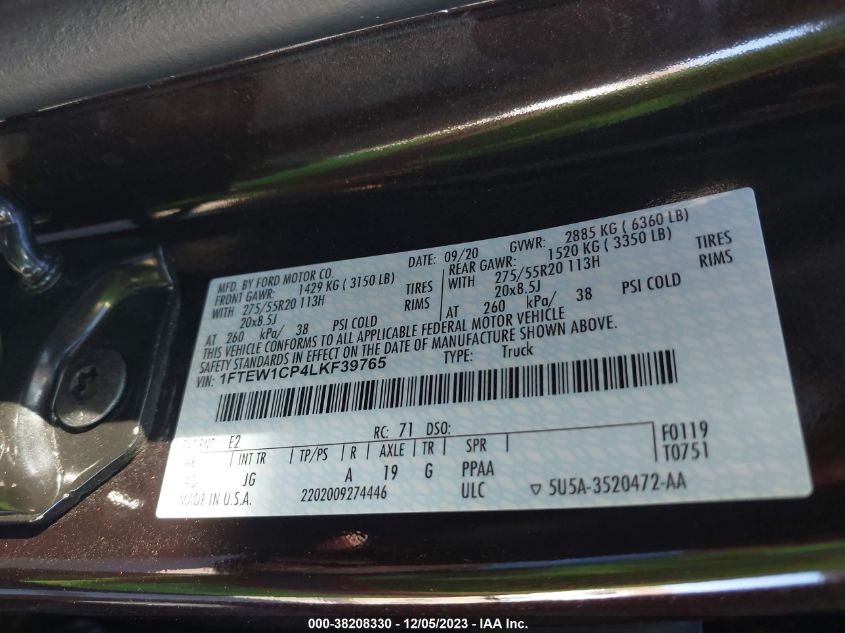 MFD. BY FORD MOTOR CO. DATE: 09/20 GVWR: 2885 KG ( 6360 LB)
FRONT GAWR: 1429 KG ( 3150 LB) REAR GAWR: 1520 KG ( 3350 LB)
WITH 275/55R20 113H TIRES WITH 275/55R20 113H TIRES
20x8.5J RIMS 20x8.5J RIMS
AT 260 kPa/ 38 PSI COLD AT 260 kPa/ 38 PSI COLD
THIS VEHICLE CONFORMS TO ALL APPLICABLE FEDERAL MOTOR VEHICLE
SAFETY STANDARDS IN EFFECT ON THE DATE OF MANUFACTURE SHOWN ABOVE.
VIN: 1FTEW1CP4LKF39765 TYPE: Truck
E2 RC: 71 DSO: F0119
INT TR TP/PS R AXLE TR SPR T0751
JG A 19 G PPAA
MADE IN U.S.A. 2202009274446 ULC 5U5A-3520472-AA
000-38208330 - 12/05/2023 - IAA Inc.